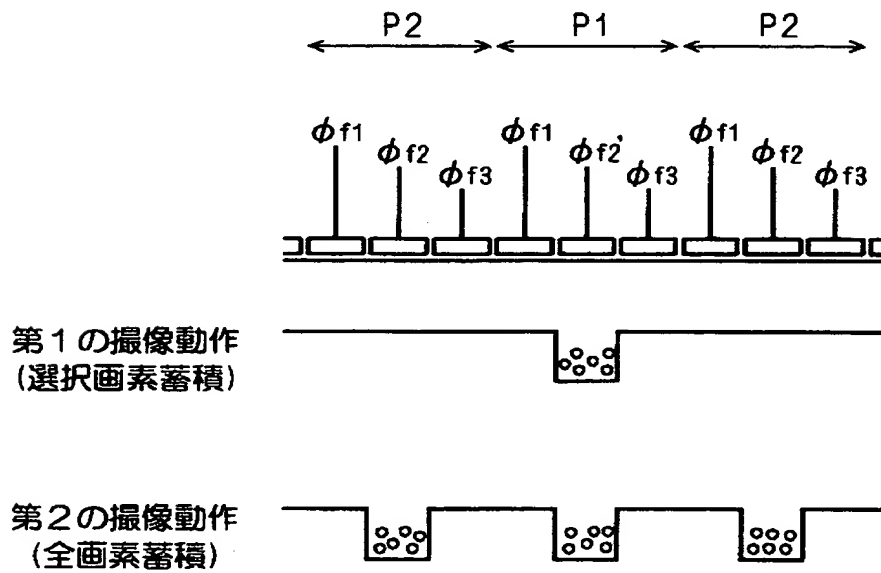 P2 P1 P2
ϕf1 ϕf2 ϕf3 ϕf1 ϕf2' ϕf3 ϕf1 ϕf2 ϕf3
第1の撮像動作
(選択画素蓄積)
第2の撮像動作
(全画素蓄積)